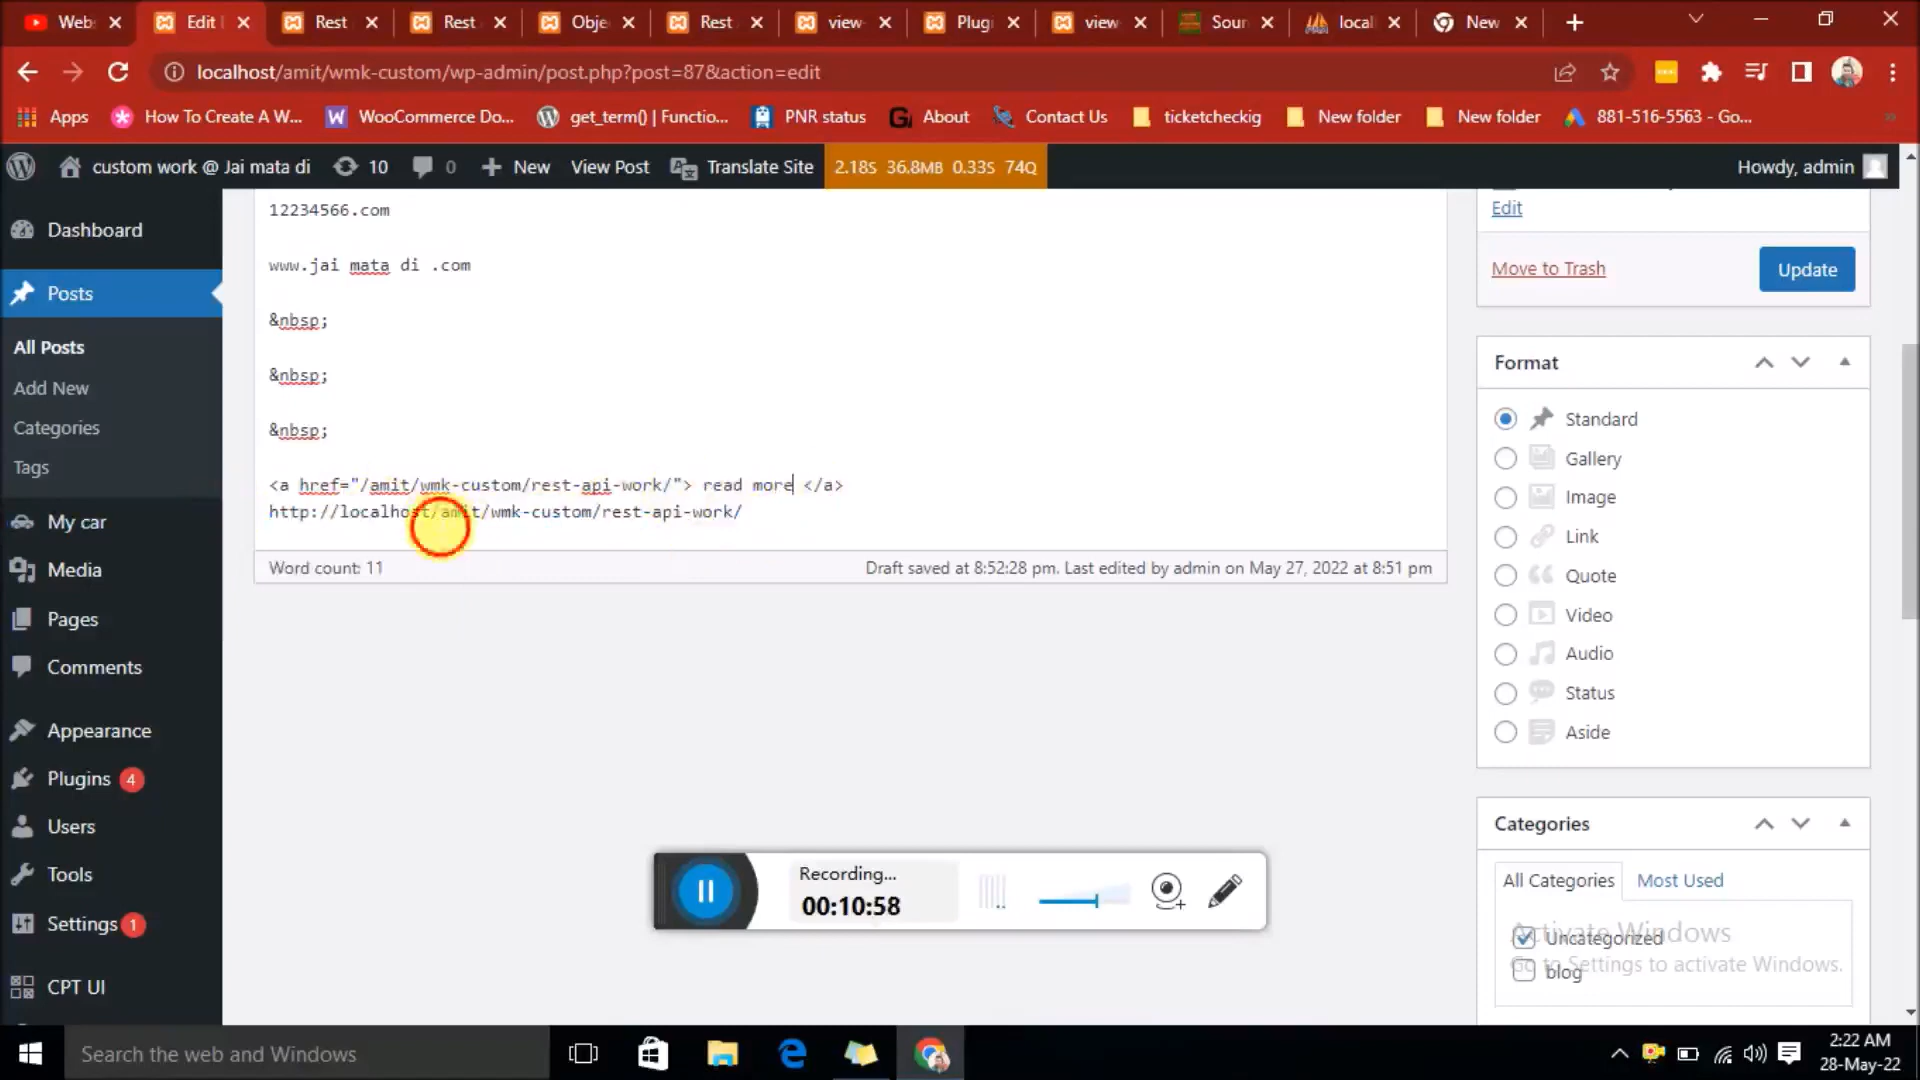 Webs
Edit
Rest
Rest
Obje
Rest
view-
Plugi
view
Sour
local
New
localhost/amit/wmk-custom/wp-admin/post.php?post=87&action=edit
Apps
How To Create A W...
WooCommerce Do...
get_term() | Functio...
PNR status
About
Contact Us
ticketcheckig
New folder
New folder
881-516-5563 - Go...
custom work @ Jai mata di
10
0
New
View Post
Translate Site
2.18S 36.8MB 0.33S 74Q
Howdy, admin
Dashboard
Posts
All Posts
Add New
Categories
Tags
My car
Media
Pages
Comments
Appearance
Plugins 4
Users
Tools
Settings 1
CPT UI
12234566.com
www.jai mata di .com
&nbsp;
&nbsp;
&nbsp;
<a href="/amit/wmk-custom/rest-api-work/"> read more </a>
http://localhost/amit/wmk-custom/rest-api-work/
Word count: 11
Draft saved at 8:52:28 pm. Last edited by admin on May 27, 2022 at 8:51 pm
Edit
Move to Trash
Update
Format
Standard
Gallery
Image
Link
Quote
Video
Audio
Status
Aside
Categories
All Categories
Most Used
Uncategorized
blog
Activate Windows
Go to Settings to activate Windows.
Recording...
00:10:58
Search the web and Windows
2:22 AM
28-May-22